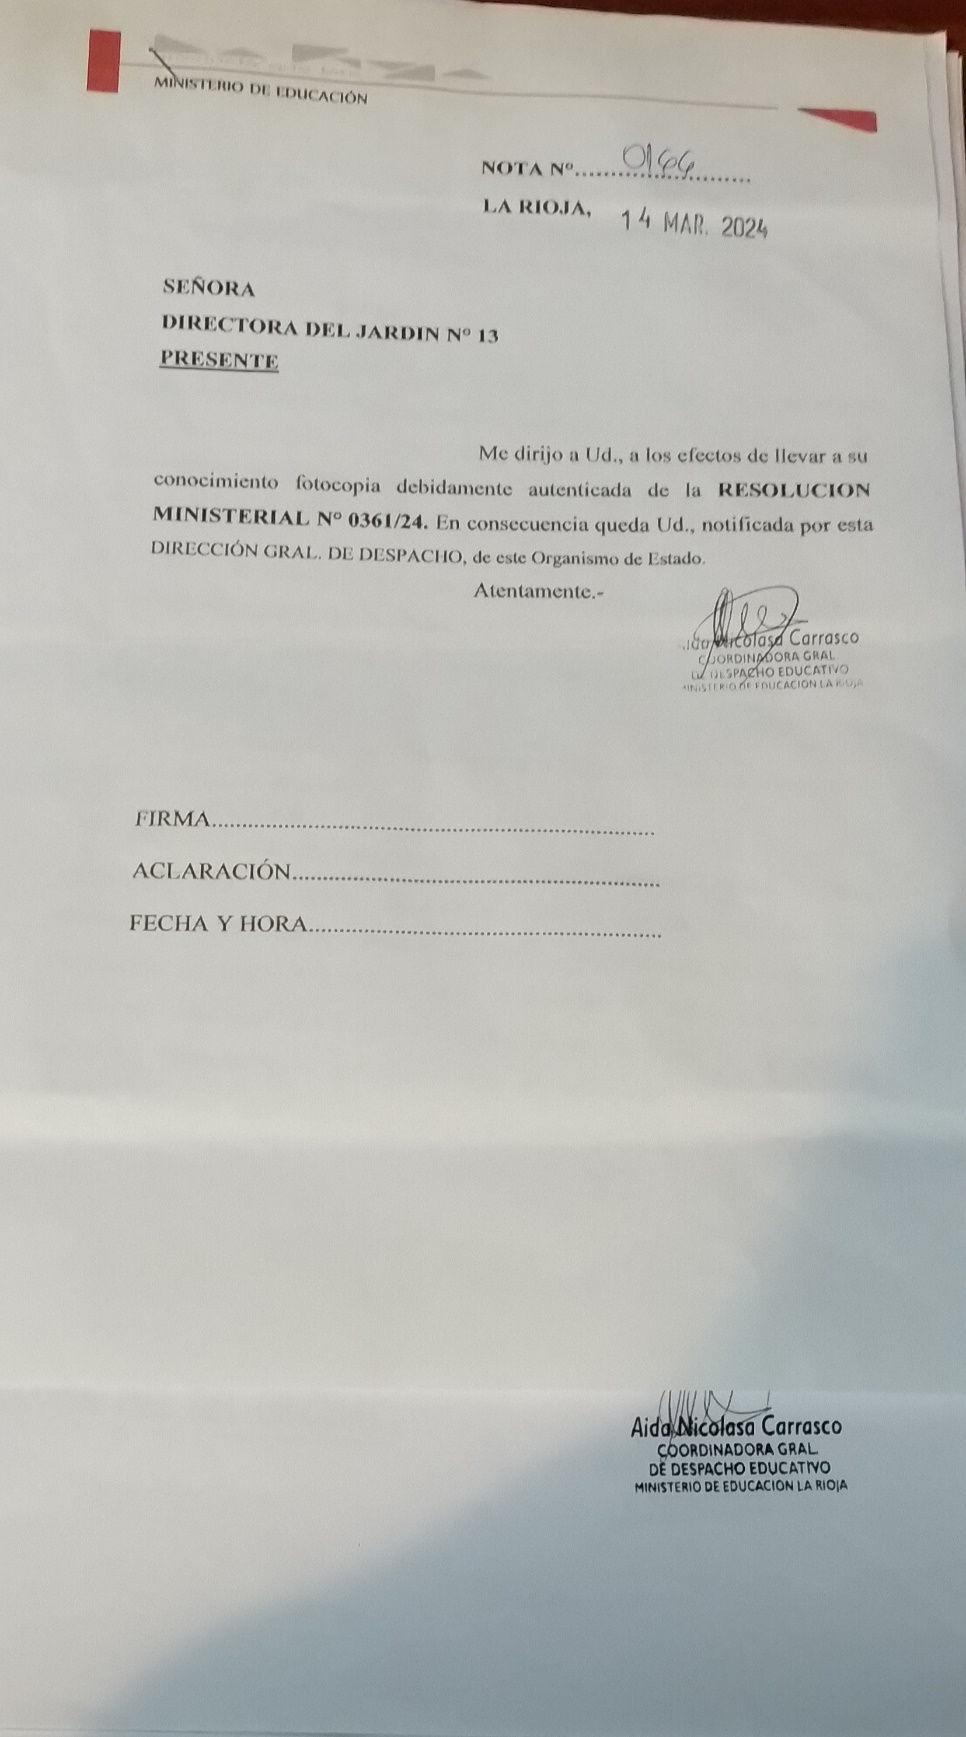 MINISTERIO DE EDUCACIÓN
NOTA Nº.............0144.............
LA RIOJA, 14 MAR. 2024
SEÑORA
DIRECTORA DEL JARDIN Nº 13
PRESENTE
Me dirijo a Ud., a los efectos de llevar a su
conocimiento fotocopia debidamente autenticada de la RESOLUCION
MINISTERIAL Nº 0361/24. En consecuencia queda Ud., notificada por esta
DIRECCIÓN GRAL. DE DESPACHO, de este Organismo de Estado.
Atentamente.-
Nicolasa Carrasco
COORDINADORA GRAL
DE DESPACHO EDUCATIVO
MINISTERIO DE EDUCACION LA RIOJA
FIRMA......................................................................
ACLARACIÓN..........................................................
FECHA Y HORA........................................................
Aida Nicolasa Carrasco
COORDINADORA GRAL
DE DESPACHO EDUCATIVO
MINISTERIO DE EDUCACION LA RIOJA